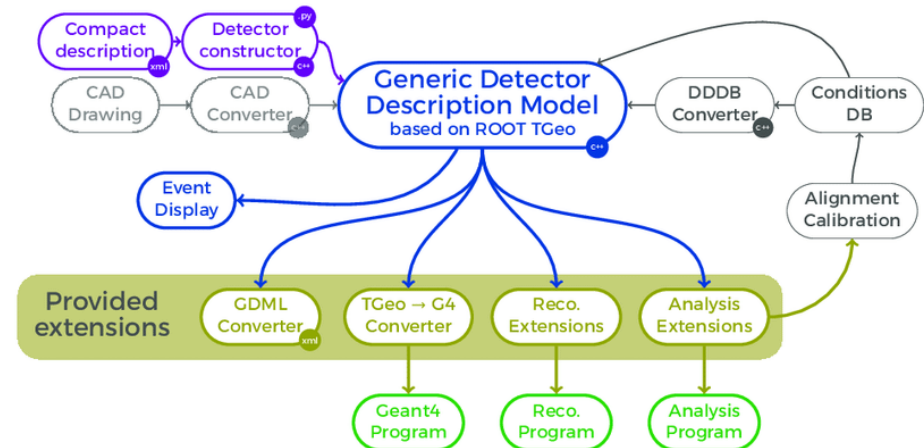 Compact
description
xml
Detector
constructor
.py
c++
CAD
Drawing
CAD
Converter
c++
Generic Detector
Description Model
based on ROOT TGeo
c++
DDDB
Converter
c++
Conditions
DB
Event
Display
Alignment
Calibration
Provided
extensions
GDML
Converter
xml
TGeo → G4
Converter
Reco.
Extensions
Analysis
Extensions
Geant4
Program
Reco.
Program
Analysis
Program